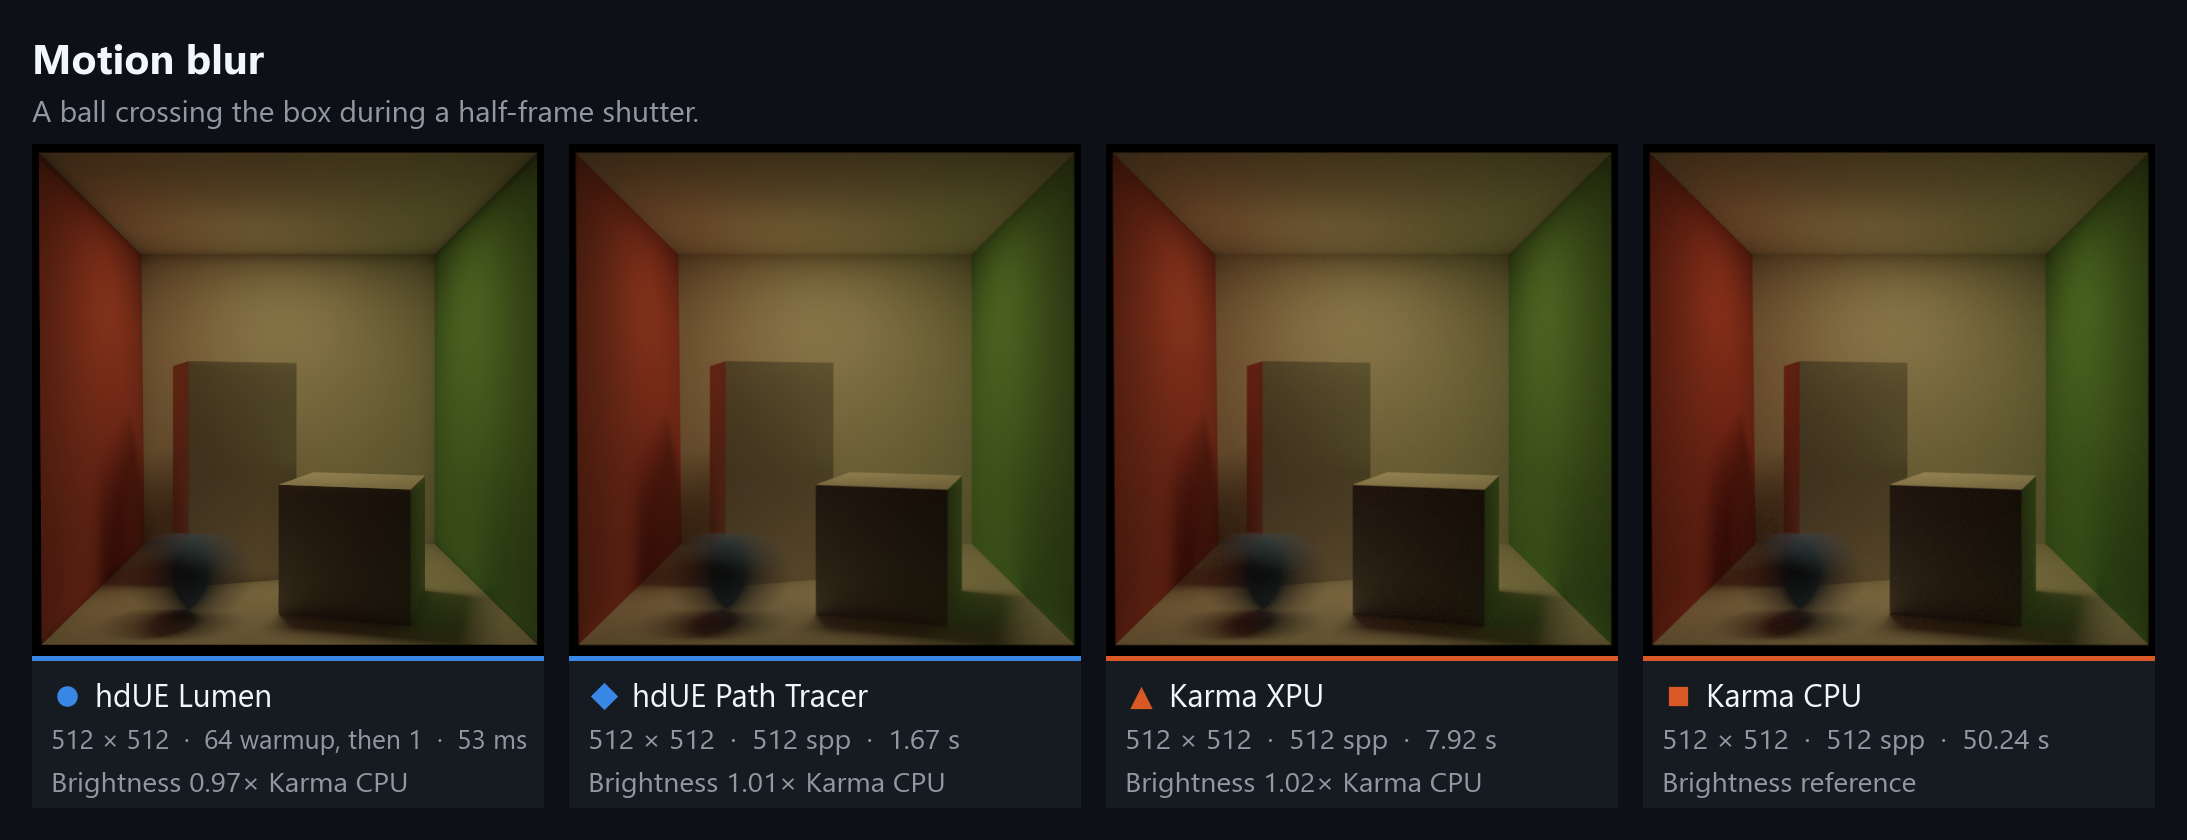 Motion blur
A ball crossing the box during a half-frame shutter.
hdUE Lumen
512 × 512 · 64 warmup, then 1 · 53 ms
Brightness 0.97× Karma CPU
hdUE Path Tracer
512 × 512 · 512 spp · 1.67 s
Brightness 1.01× Karma CPU
Karma XPU
512 × 512 · 512 spp · 7.92 s
Brightness 1.02× Karma CPU
Karma CPU
512 × 512 · 512 spp · 50.24 s
Brightness reference